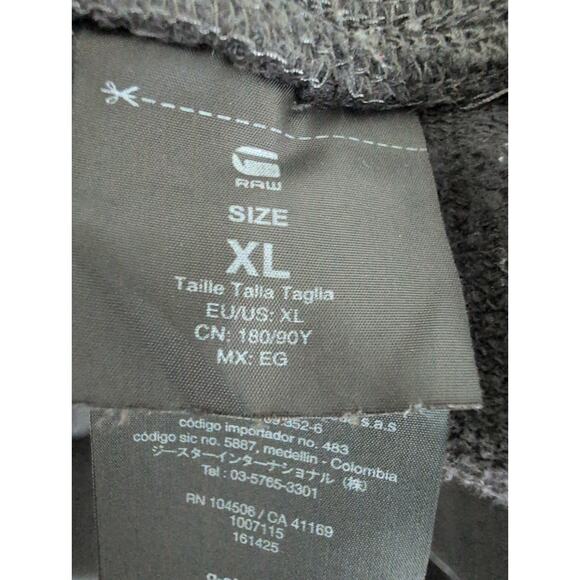 RAW
SIZE
XL
Taille Talla Taglia
EU/US: XL
CN: 180/90Y
MX: EG
352-6
s.a.s
código importador no. 483
código sic no. 5887, medellin - Colombia
ジースターインターナショナル (株)
Tel : 03-5765-3301
RN 104506 / CA 41169
1007115
161425